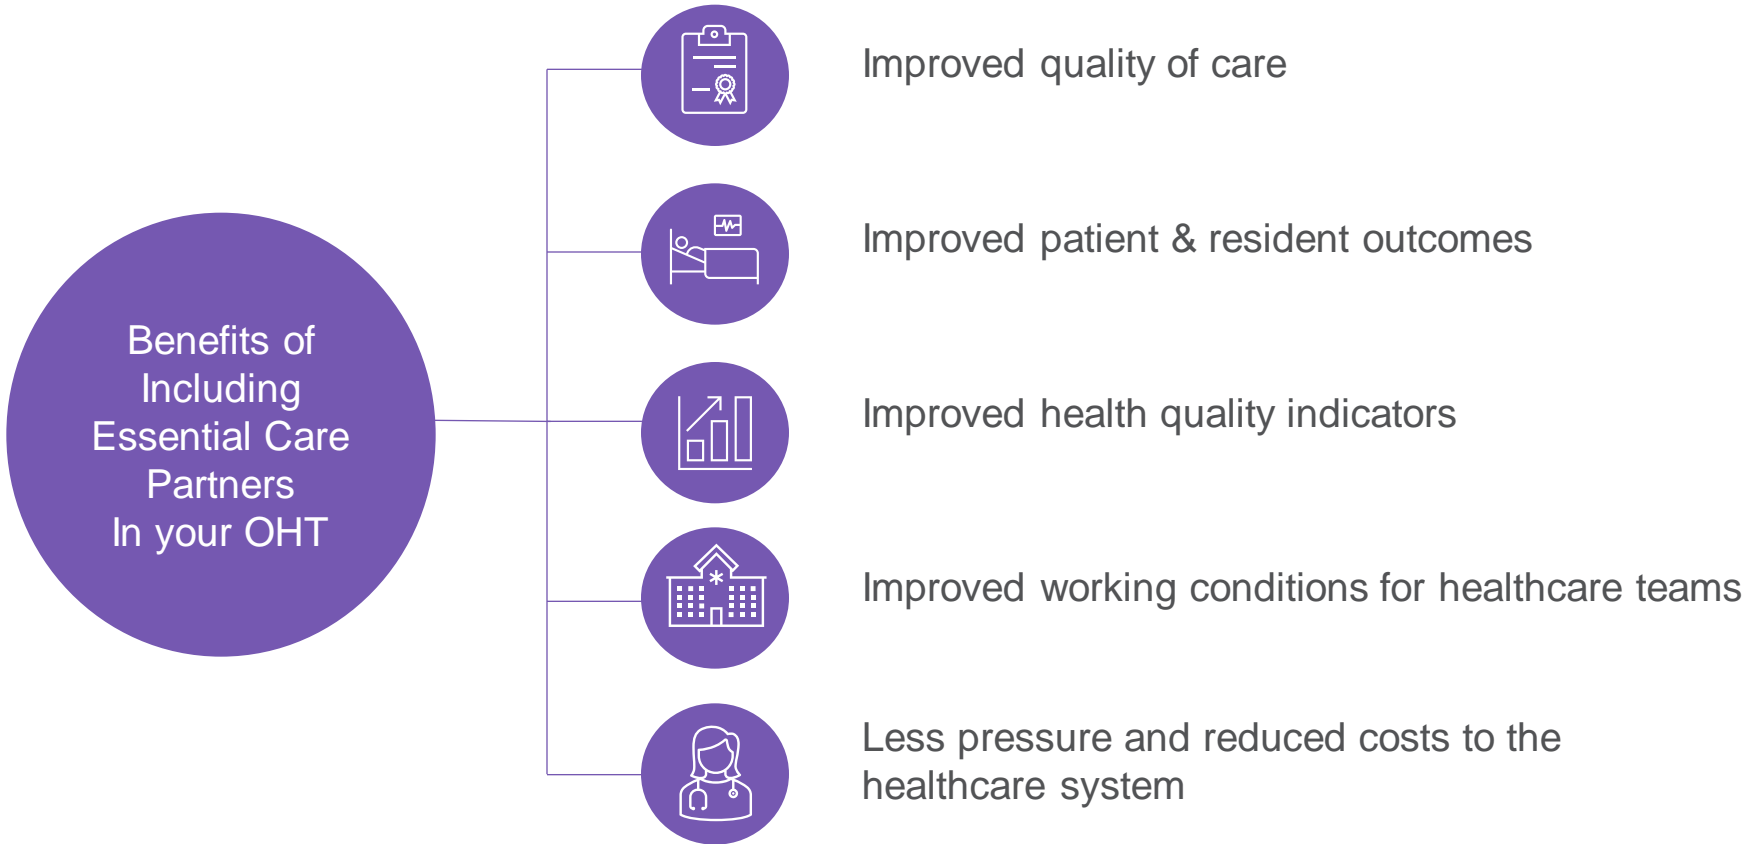 Benefits of
Including
Essential Care
Partners
In your OHT
Improved quality of care
Improved patient & resident outcomes
Improved health quality indicators
Improved working conditions for healthcare teams
Less pressure and reduced costs to the
healthcare system